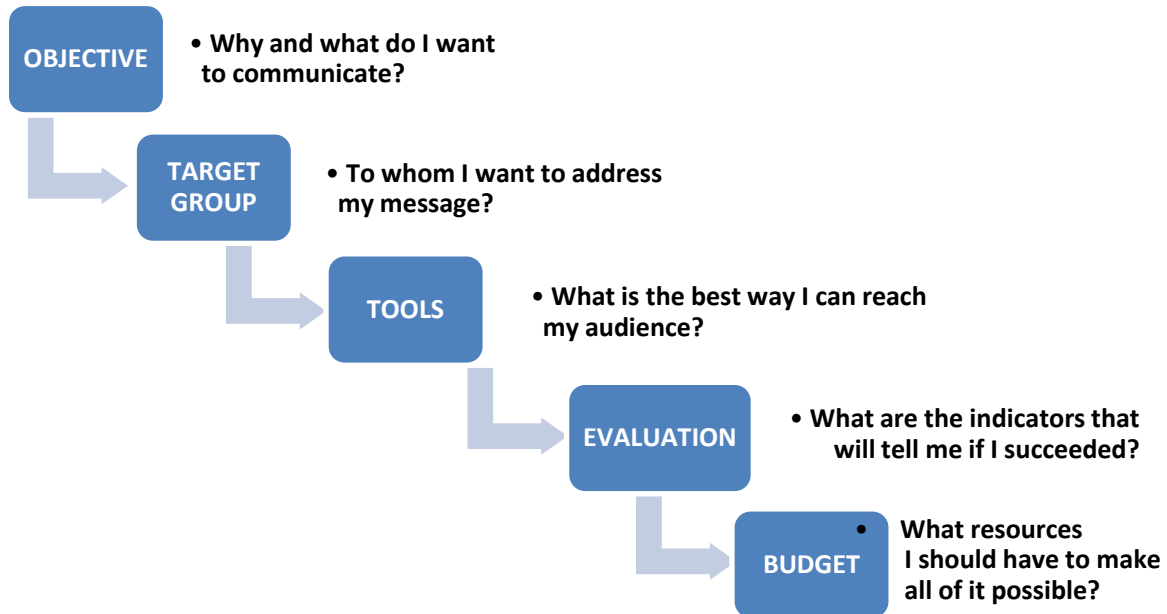 OBJECTIVE
• Why and what do I want
to communicate?
TARGET
GROUP
• To whom I want to address
my message?
TOOLS
• What is the best way I can reach
my audience?
EVALUATION
• What are the indicators that
will tell me if I succeeded?
BUDGET
• What resources
I should have to make
all of it possible?